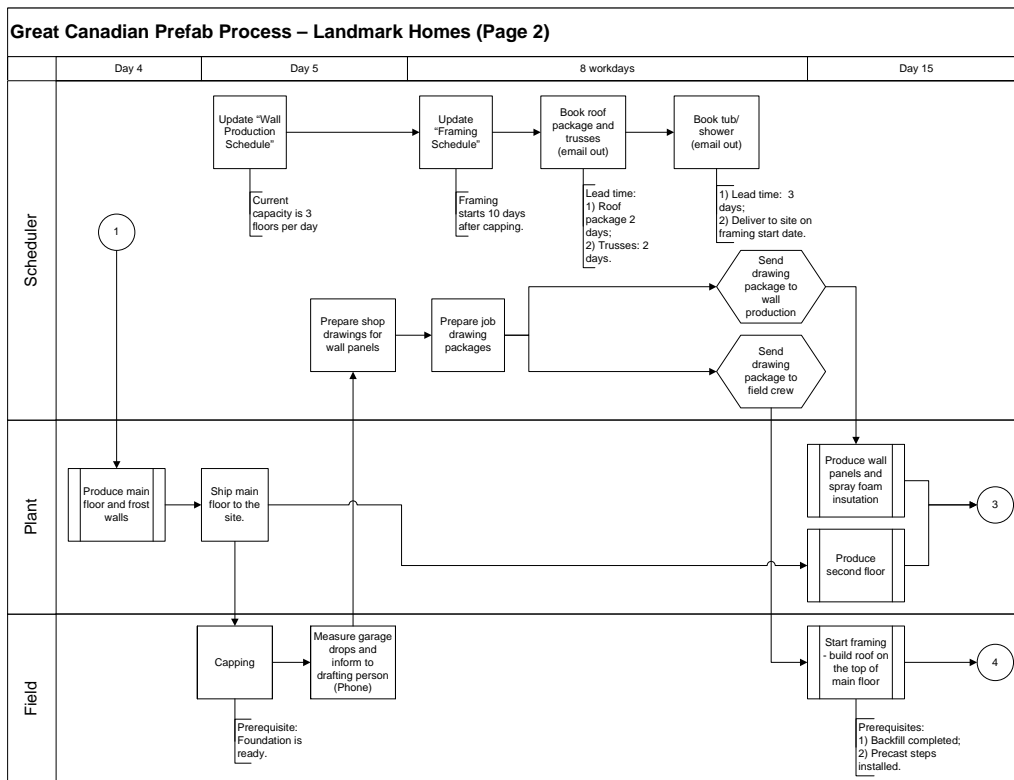 Great Canadian Prefab Process – Landmark Homes (Page 2)
Day 4
Day 5
8 workdays
Day 15
Scheduler
Update “Wall
Production
Schedule”
Update
“Framing
Schedule”
Book roof
package and
trusses
(email out)
Book tub/
shower
(email out)
Current
capacity is 3
floors per day
Framing
starts 10 days
after capping.
Lead time:
1) Roof
package 2
days;
2) Trusses: 2
days.
1) Lead time:  3
days;
2) Deliver to site on
framing start date.
1
Send
drawing
package to
wall
production
Prepare shop
drawings for
wall panels
Prepare job
drawing
packages
Send
drawing
package to
field crew
Plant
Produce main
floor and frost
walls
Ship main
floor to the
site.
Produce wall
panels and
spray foam
insutation
3
Produce
second floor
Field
Capping
Measure garage
drops and
inform to
drafting person
(Phone)
Start framing
- build roof on
the top of
main floor
4
Prerequisite:
Foundation is
ready.
Prerequisites:
1) Backfill completed;
2) Precast steps
installed.